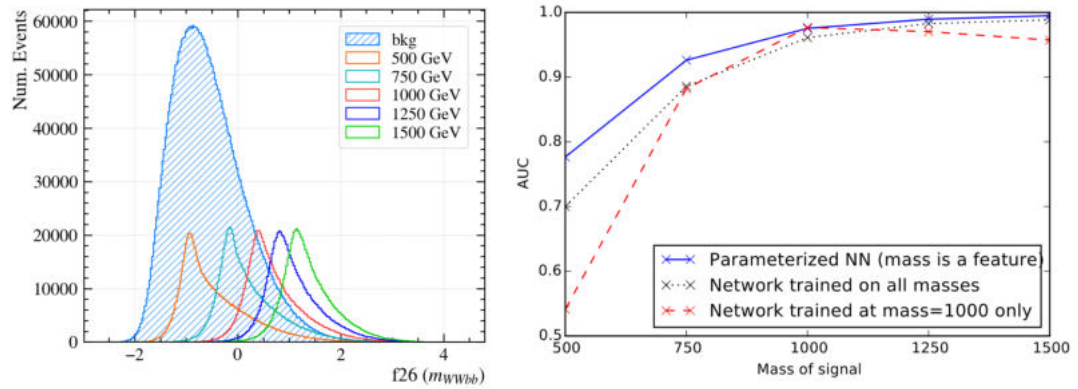 Num. Events
60000
50000
40000
30000
20000
10000
0
−2
0
2
4
f26 (mWWbb)
bkg
500 GeV
750 GeV
1000 GeV
1250 GeV
1500 GeV
AUC
1.0
0.9
0.8
0.7
0.6
0.5
500
750
1000
1250
1500
Mass of signal
Parameterized NN (mass is a feature)
Network trained on all masses
Network trained at mass=1000 only